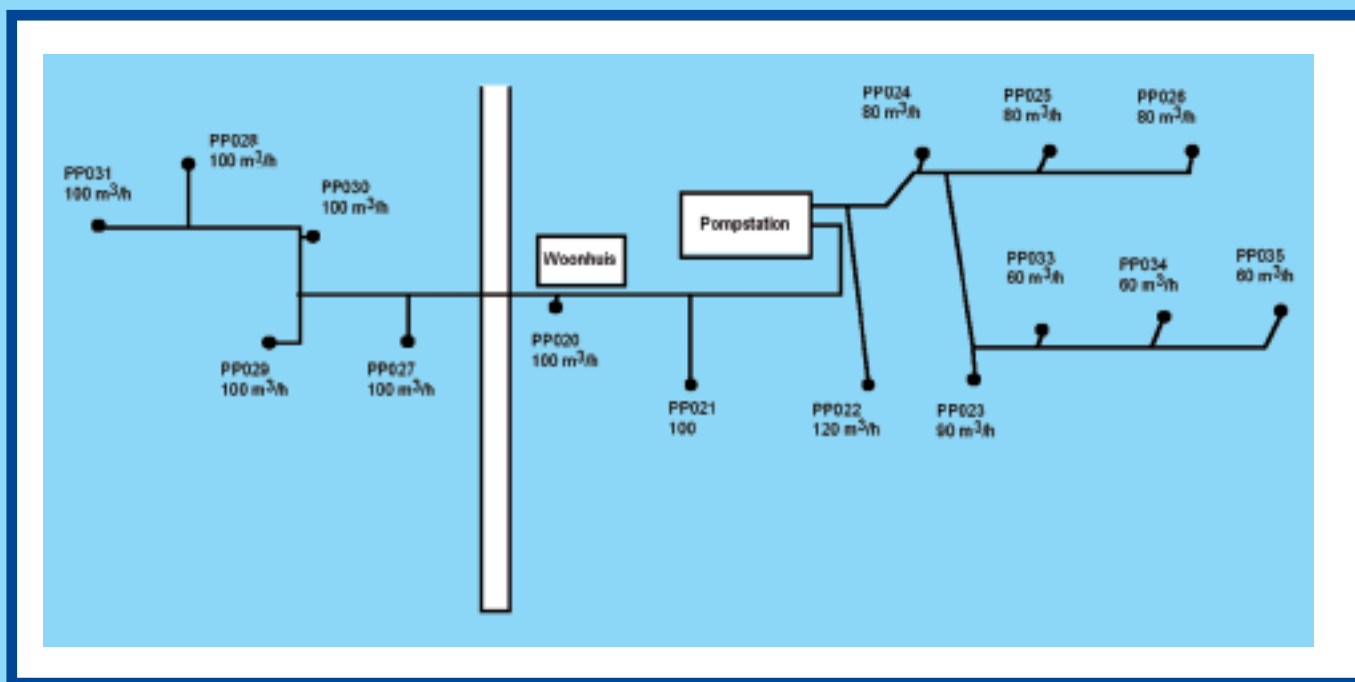 PP024
80 m³/h
PP025
80 m³/h
PP026
80 m³/h
PP028
100 m³/h
PP031
100 m³/h
PP030
100 m³/h
Pompstation
Woonhuis
PP033
60 m³/h
PP034
60 m³/h
PP035
60 m³/h
PP020
100 m³/h
PP029
100 m³/h
PP027
100 m³/h
PP021
100
PP022
120 m³/h
PP023
90 m³/h